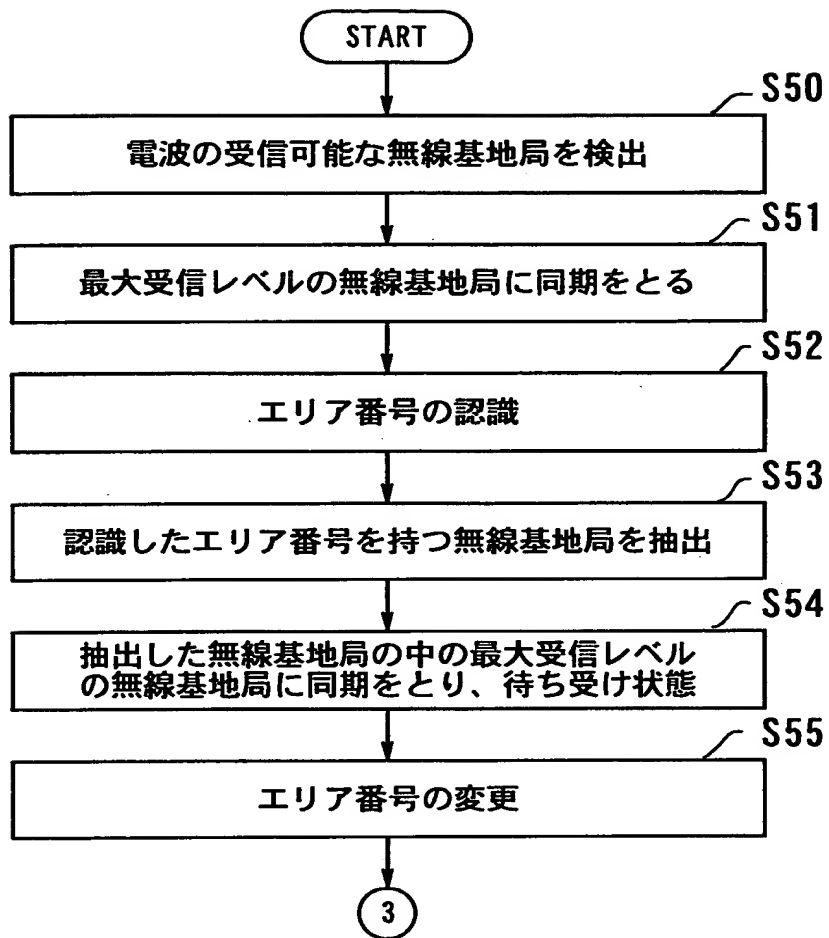 START
S50
電波の受信可能な無線基地局を検出
S51
最大受信レベルの無線基地局に同期をとる
S52
エリア番号の認識
S53
認識したエリア番号を持つ無線基地局を抽出
S54
抽出した無線基地局の中の最大受信レベル
の無線基地局に同期をとり、待ち受け状態
S55
エリア番号の変更
3